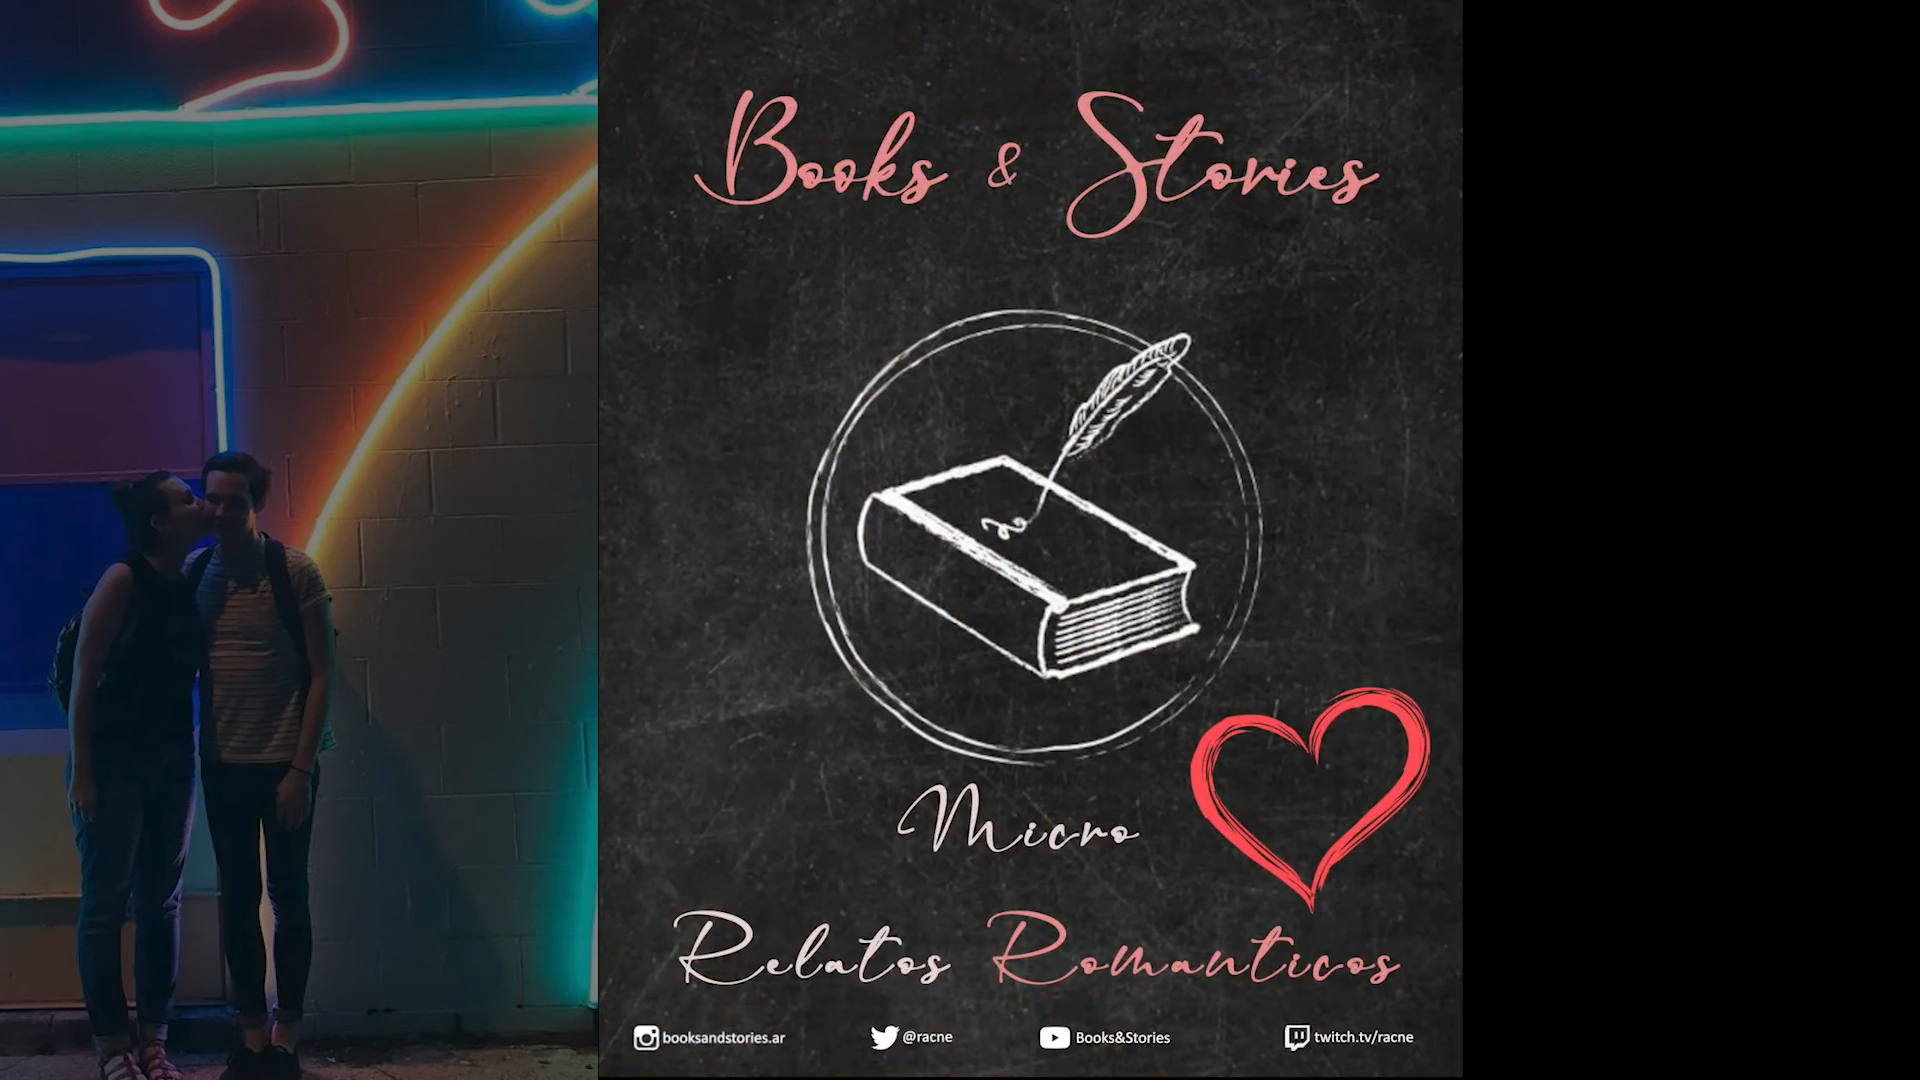 Books & Stories
Micro
Relatos Romanticos
booksandstories.ar @racne Books&Stories twitch.tv/racne